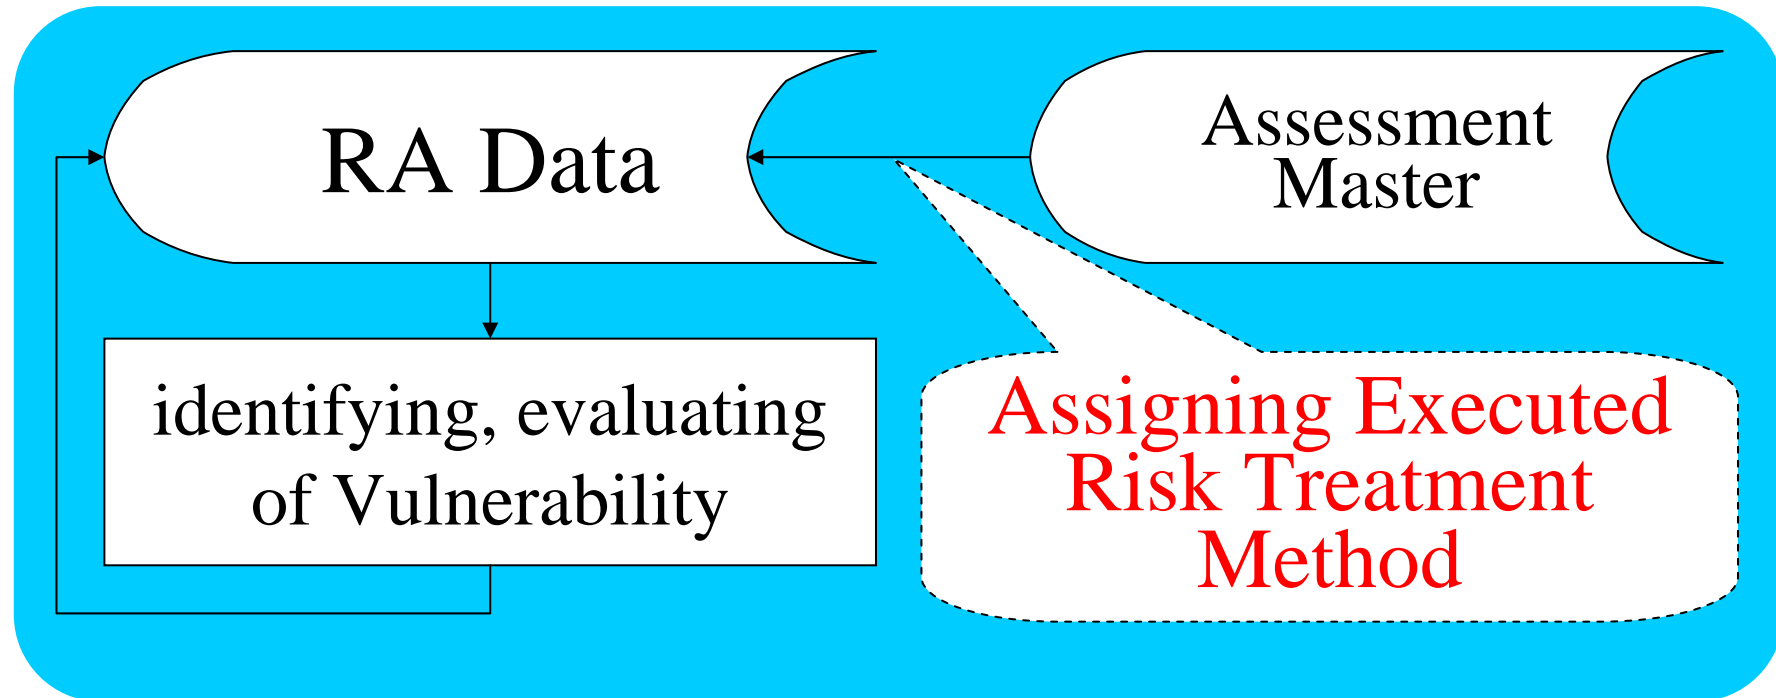 RA Data
Assessment
Master
identifying, evaluating
of Vulnerability
Assigning Executed
Risk Treatment
Method